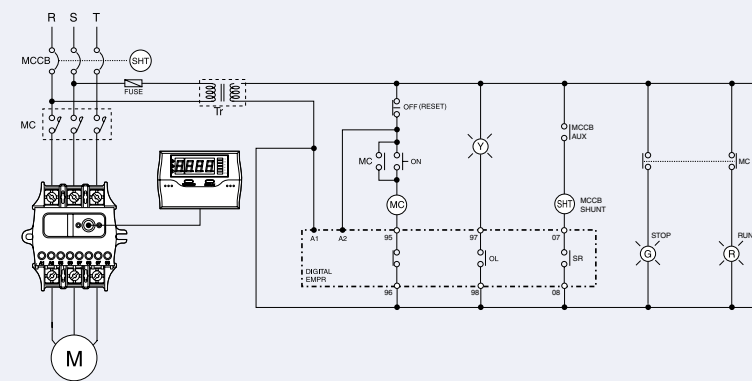 R S T
MCCB
SHT
FUSE
Tr
MC
OFF (RESET)
MC
ON
MC
Y
MCCB
AUX
SHT
MCCB
SHUNT
MC
A1
A2
95
97
07
DIGITAL
EMPR
OL
SR
96
98
08
STOP
G
RUN
R
M